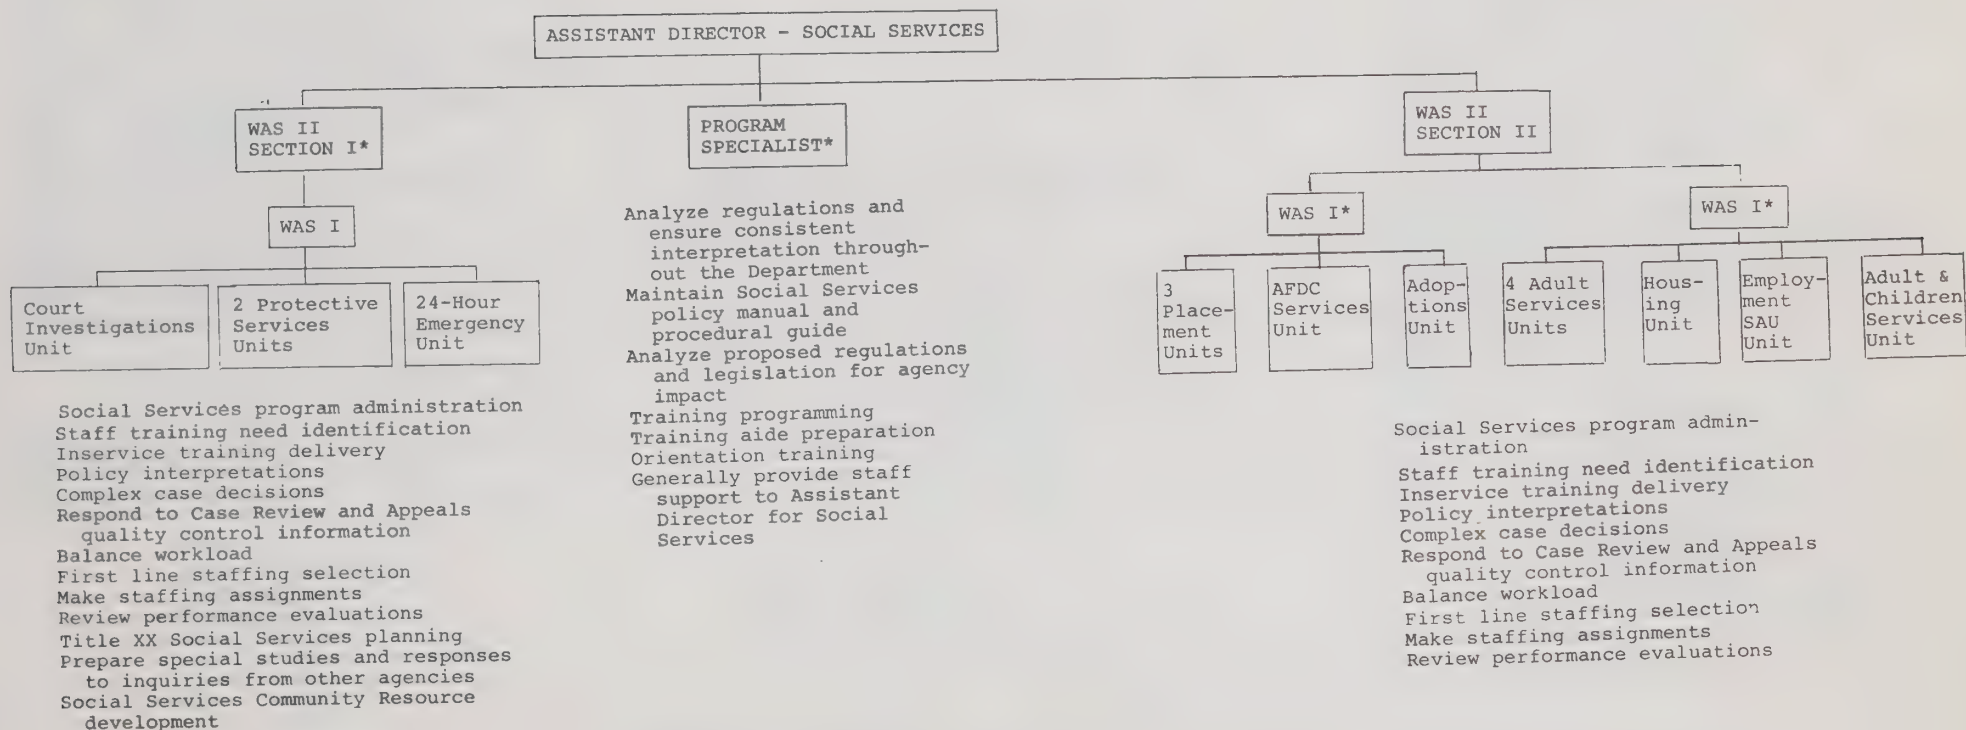 ASSISTANT DIRECTOR - SOCIAL SERVICES
WAS II
SECTION I*
PROGRAM
SPECIALIST*
WAS II
SECTION II
WAS I
WAS I*
WAS I*
Court
Investigations
Unit
2 Protective
Services
Units
24-Hour
Emergency
Unit
3
Place-
ment
Units
AFDC
Services
Unit
Adop-
tions
Unit
4 Adult
Services
Units
Hous-
ing
Unit
Employ-
ment
SAU
Unit
Adult &
Children
Services
Unit
Social Services program administration
Staff training need identification
Inservice training delivery
Policy interpretations
Complex case decisions
Respond to Case Review and Appeals
quality control information
Balance workload
First line staffing selection
Make staffing assignments
Review performance evaluations
Title XX Social Services planning
Prepare special studies and responses
to inquiries from other agencies
Social Services Community Resource
development
Analyze regulations and
ensure consistent
interpretation through-
out the Department
Maintain Social Services
policy manual and
procedural guide
Analyze proposed regulations
and legislation for agency
impact
Training programming
Training aide preparation
Orientation training
Generally provide staff
support to Assistant
Director for Social
Services
Social Services program admin-
istration
Staff training need identification
Inservice training delivery
Policy interpretations
Complex case decisions
Respond to Case Review and Appeals
quality control information
Balance workload
First line staffing selection
Make staffing assignments
Review performance evaluations